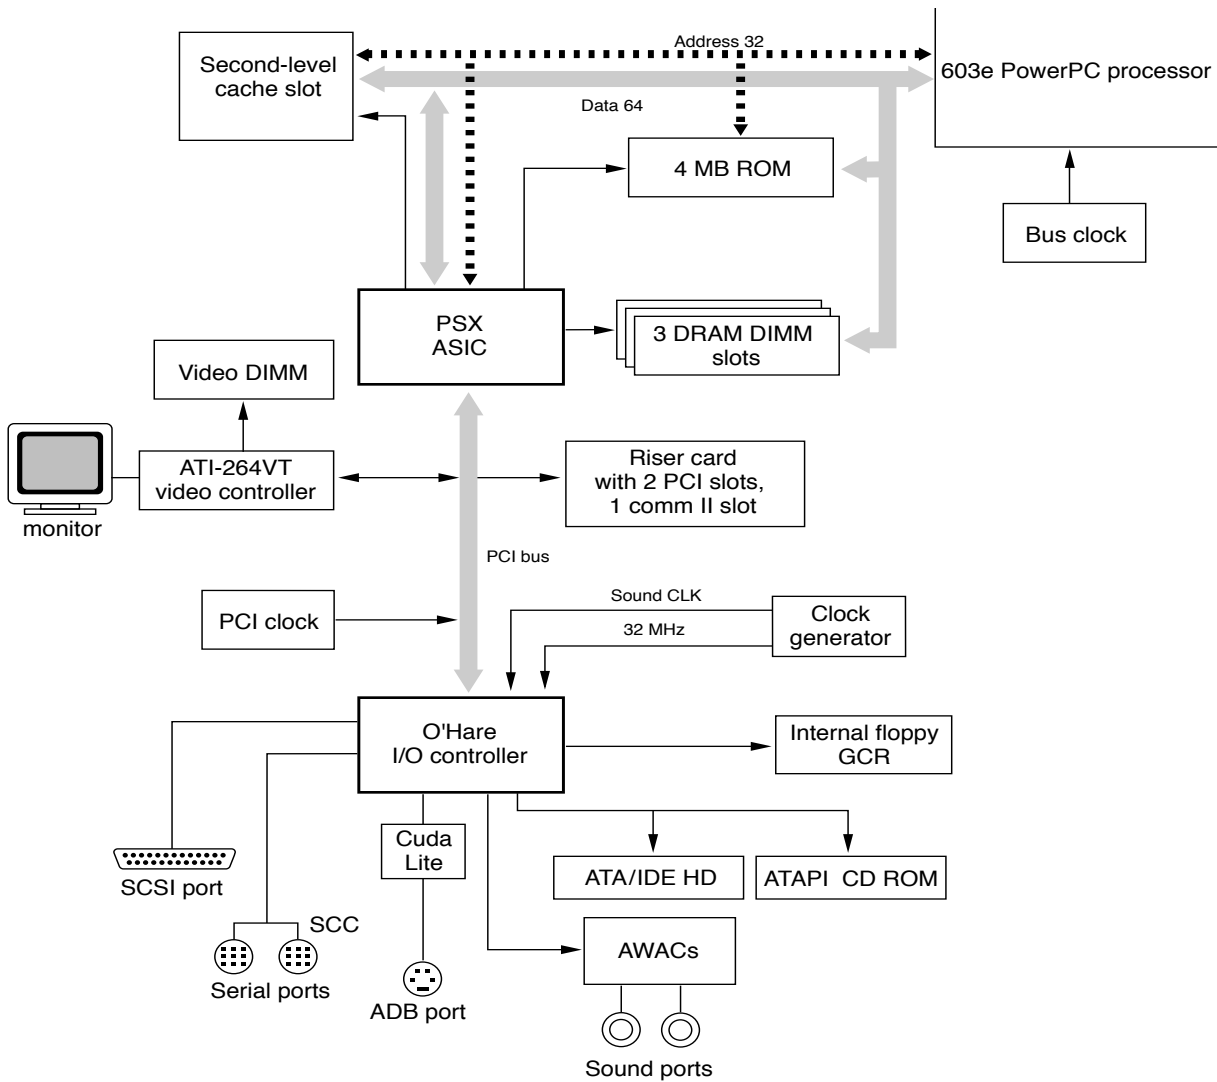 Address 32
Second-level
cache slot
603e PowerPC processor
Data 64
4 MB ROM
Bus clock
PSX
ASIC
3 DRAM DIMM
slots
Video DIMM
ATI-264VT
video controller
monitor
Riser card
with 2 PCI slots,
1 comm II slot
PCI bus
PCI clock
Sound CLK
32 MHz
Clock
generator
O'Hare
I/O controller
Internal floppy
GCR
Cuda
Lite
SCSI port
ATA/IDE HD
ATAPI CD ROM
SCC
Serial ports
ADB port
AWACs
Sound ports